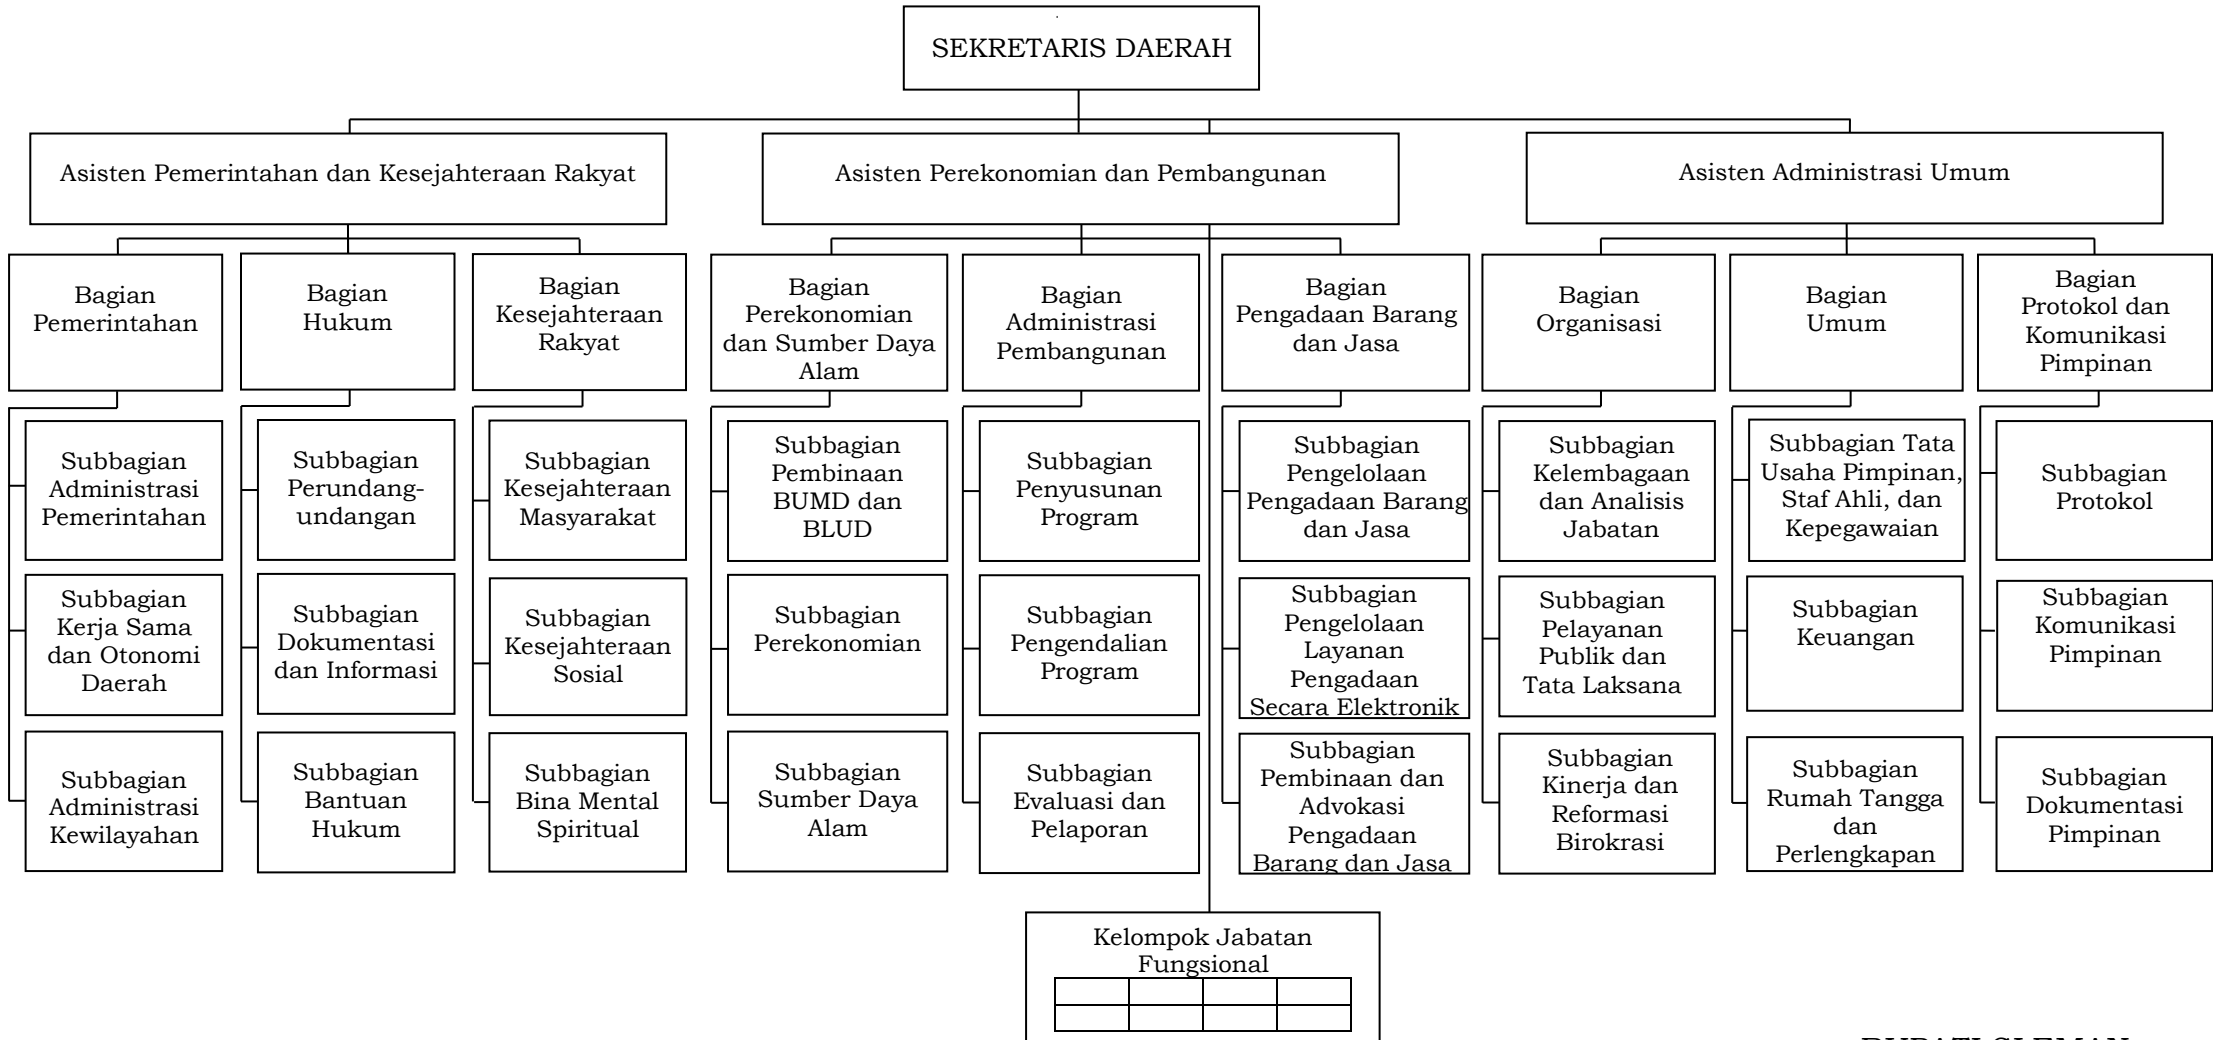 SEKRETARIS DAERAH
Asisten Pemerintahan dan Kesejahteraan Rakyat
Asisten Perekonomian dan Pembangunan
Asisten Administrasi Umum
Bagian
Pemerintahan
Bagian
Hukum
Bagian
Kesejahteraan
Rakyat
Bagian
Perekonomian
dan Sumber Daya
Alam
Bagian
Administrasi
Pembangunan
Bagian
Pengadaan Barang
dan Jasa
Bagian
Organisasi
Bagian
Umum
Bagian
Protokol dan
Komunikasi
Pimpinan
Subbagian
Administrasi
Pemerintahan
Subbagian
Perundang-
undangan
Subbagian
Kesejahteraan
Masyarakat
Subbagian
Pembinaan
BUMD dan
BLUD
Subbagian
Penyusunan
Program
Subbagian
Pengelolaan
Pengadaan Barang
dan Jasa
Subbagian
Kelembagaan
dan Analisis
Jabatan
Subbagian Tata
Usaha Pimpinan,
Staf Ahli, dan
Kepegawaian
Subbagian
Protokol
Subbagian
Kerja Sama
dan Otonomi
Daerah
Subbagian
Dokumentasi
dan Informasi
Subbagian
Kesejahteraan
Sosial
Subbagian
Perekonomian
Subbagian
Pengendalian
Program
Subbagian
Pengelolaan
Layanan
Pengadaan
Secara Elektronik
Subbagian
Pelayanan
Publik dan
Tata Laksana
Subbagian
Keuangan
Subbagian
Komunikasi
Pimpinan
Subbagian
Administrasi
Kewilayahan
Subbagian
Bantuan
Hukum
Subbagian
Bina Mental
Spiritual
Subbagian
Sumber Daya
Alam
Subbagian
Evaluasi dan
Pelaporan
Subbagian
Pembinaan dan
Advokasi
Pengadaan
Barang dan Jasa
Subbagian
Kinerja dan
Reformasi
Birokrasi
Subbagian
Rumah Tangga
dan
Perlengkapan
Subbagian
Dokumentasi
Pimpinan
Kelompok Jabatan
Fungsional
BUPATI SLEMAN